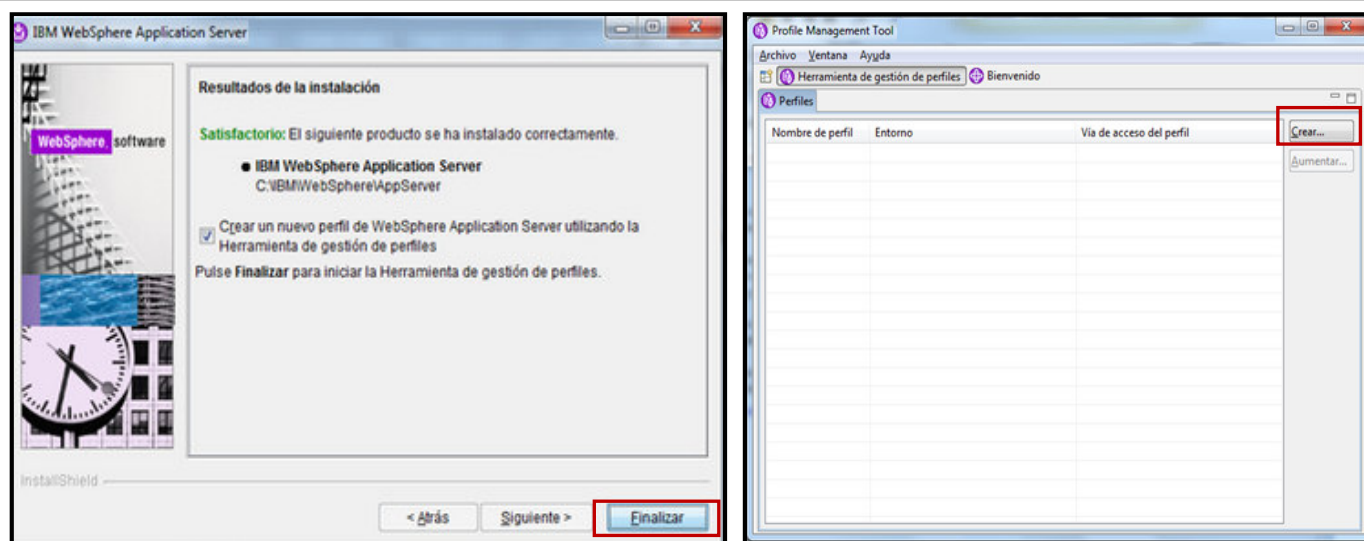 IBM WebSphere Application Server
WebSphere. software
Resultados de la instalación
Satisfactorio: El siguiente producto se ha instalado correctamente.
● IBM WebSphere Application Server
C:\IBM\WebSphere\AppServer
Crear un nuevo perfil de WebSphere Application Server utilizando la
Herramienta de gestión de perfiles
Pulse Finalizar para iniciar la Herramienta de gestión de perfiles.
InstallShield
< Atrás
Siguiente >
Finalizar
Profile Management Tool
Archivo Ventana Ayuda
Herramienta de gestión de perfiles Bienvenido
Perfiles
Nombre de perfil Entorno Vía de acceso del perfil
Crear...
Aumentar...